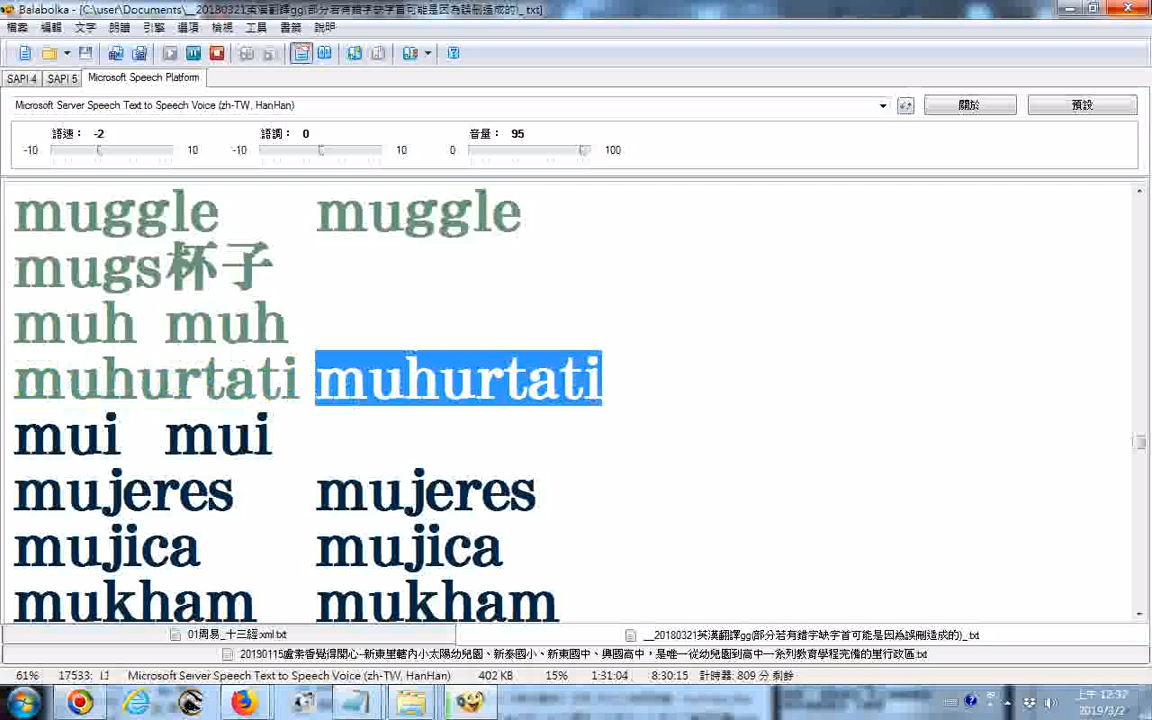 Balabolka - [C:\user\Documents\__20180321英漢翻譯gg(部分若有錯字缺字首可能是因為誤刪造成的)_.txt]
檔案 編輯 文字 朗讀 引擎 選項 檢視 工具 書籤 說明
SAPI 4 SAPI 5 Microsoft Speech Platform
Microsoft Server Speech Text to Speech Voice (zh-TW, HanHan) 關於 預設
語速： -2 語調： 0 音量： 95
-10 10 -10 10 0 100
muggle muggle
mugs杯子
muh muh
muhurtati muhurtati
mui mui
mujeres mujeres
mujica mujica
mukham mukham
01周易_十三經.xml.txt __20180321英漢翻譯gg(部分若有錯字缺字首可能是因為誤刪造成的)_.txt
20190115盧素香覺得開心-新東里轄內小太陽幼兒園、新泰國小、新東國中、興國高中，是唯一從幼兒園到高中一系列教育學程完備的里行政區.txt
61% 17533: Microsoft Server Speech Text to Speech Voice (zh-TW, HanHan) 402 KB 15% 1:31:04 8:30:15 計時器: 809 分 剩餘
上午 12:37
2019/3/2